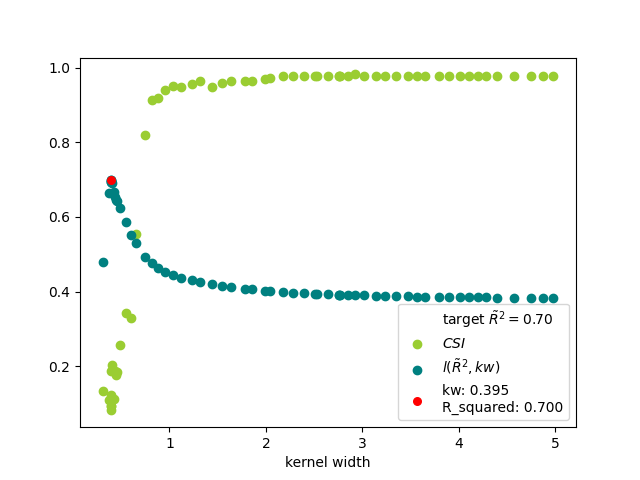 1.0
0.8
0.6
0.4
0.2
target R̃² = 0.70
CSI
l(R̃², kw)
kw: 0.395
R_squared: 0.700
1 2 3 4 5
kernel width